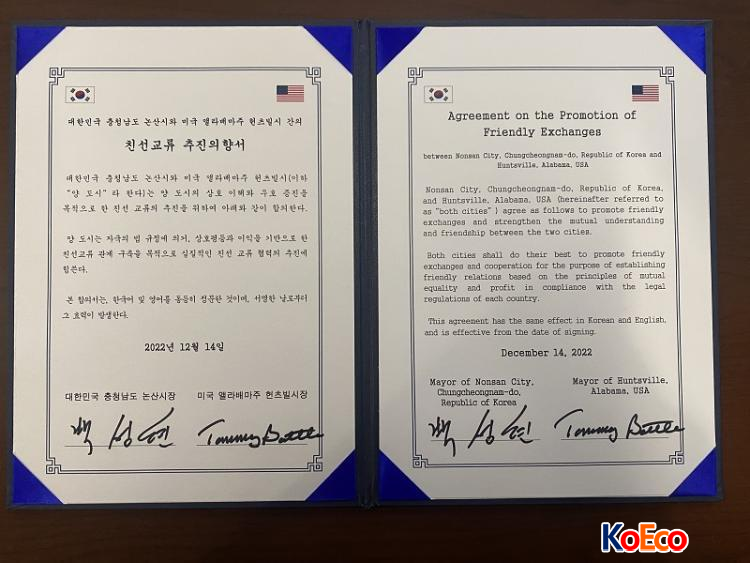 대한민국 충청남도 논산시와 미국 앨라배마주 헌츠빌시 간의
친선교류 추진의향서
대한민국 충청남도 논산시와 미국 앨라배마주 헌츠빌시(이하
"양 도시" 라 한다)는 양 도시의 상호 이해와 우호 증진을
목적으로 한 친선 교류의 추진을 위하여 아래와 같이 합의한다.
양 도시는 자국의 법 규정에 의거, 상호평등과 이익을 기반으로 한
친선교류 관계 구축을 목적으로 실질적인 친선 교류 협력의 추진에
힘쓴다.
본 합의서는, 한국어 및 영어를 동등히 정문한 것이며, 서명한 날로부터
그 효력이 발생한다.
2022년 12월 14일
대한민국 충청남도 논산시장 미국 앨라배마주 헌츠빌시장
백 성 현 Tommy Battle
Agreement on the Promotion of
Friendly Exchanges
between Nonsan City, Chungcheongnam-do, Republic of Korea and
Huntsville, Alabama, USA
Nonsan City, Chungcheongnam-do, Republic of Korea,
and Huntsville, Alabama, USA (hereinafter referred to
as "both cities" ) agree as follows to promote friendly
exchanges and strengthen the mutual understanding
and friendship between the two cities.
Both cities shall do their best to promote friendly
exchanges and cooperation for the purpose of establishing
friendly relations based on the principles of mutual
equality and profit in compliance with the legal
regulations of each country.
This agreement has the same effect in Korean and English,
and is effective from the date of signing.
December 14, 2022
Mayor of Nonsan City,
Chungcheongnam-do,
Republic of Korea
Mayor of Huntsville,
Alabama, USA
백 성 현 Tommy Battle
KoEco